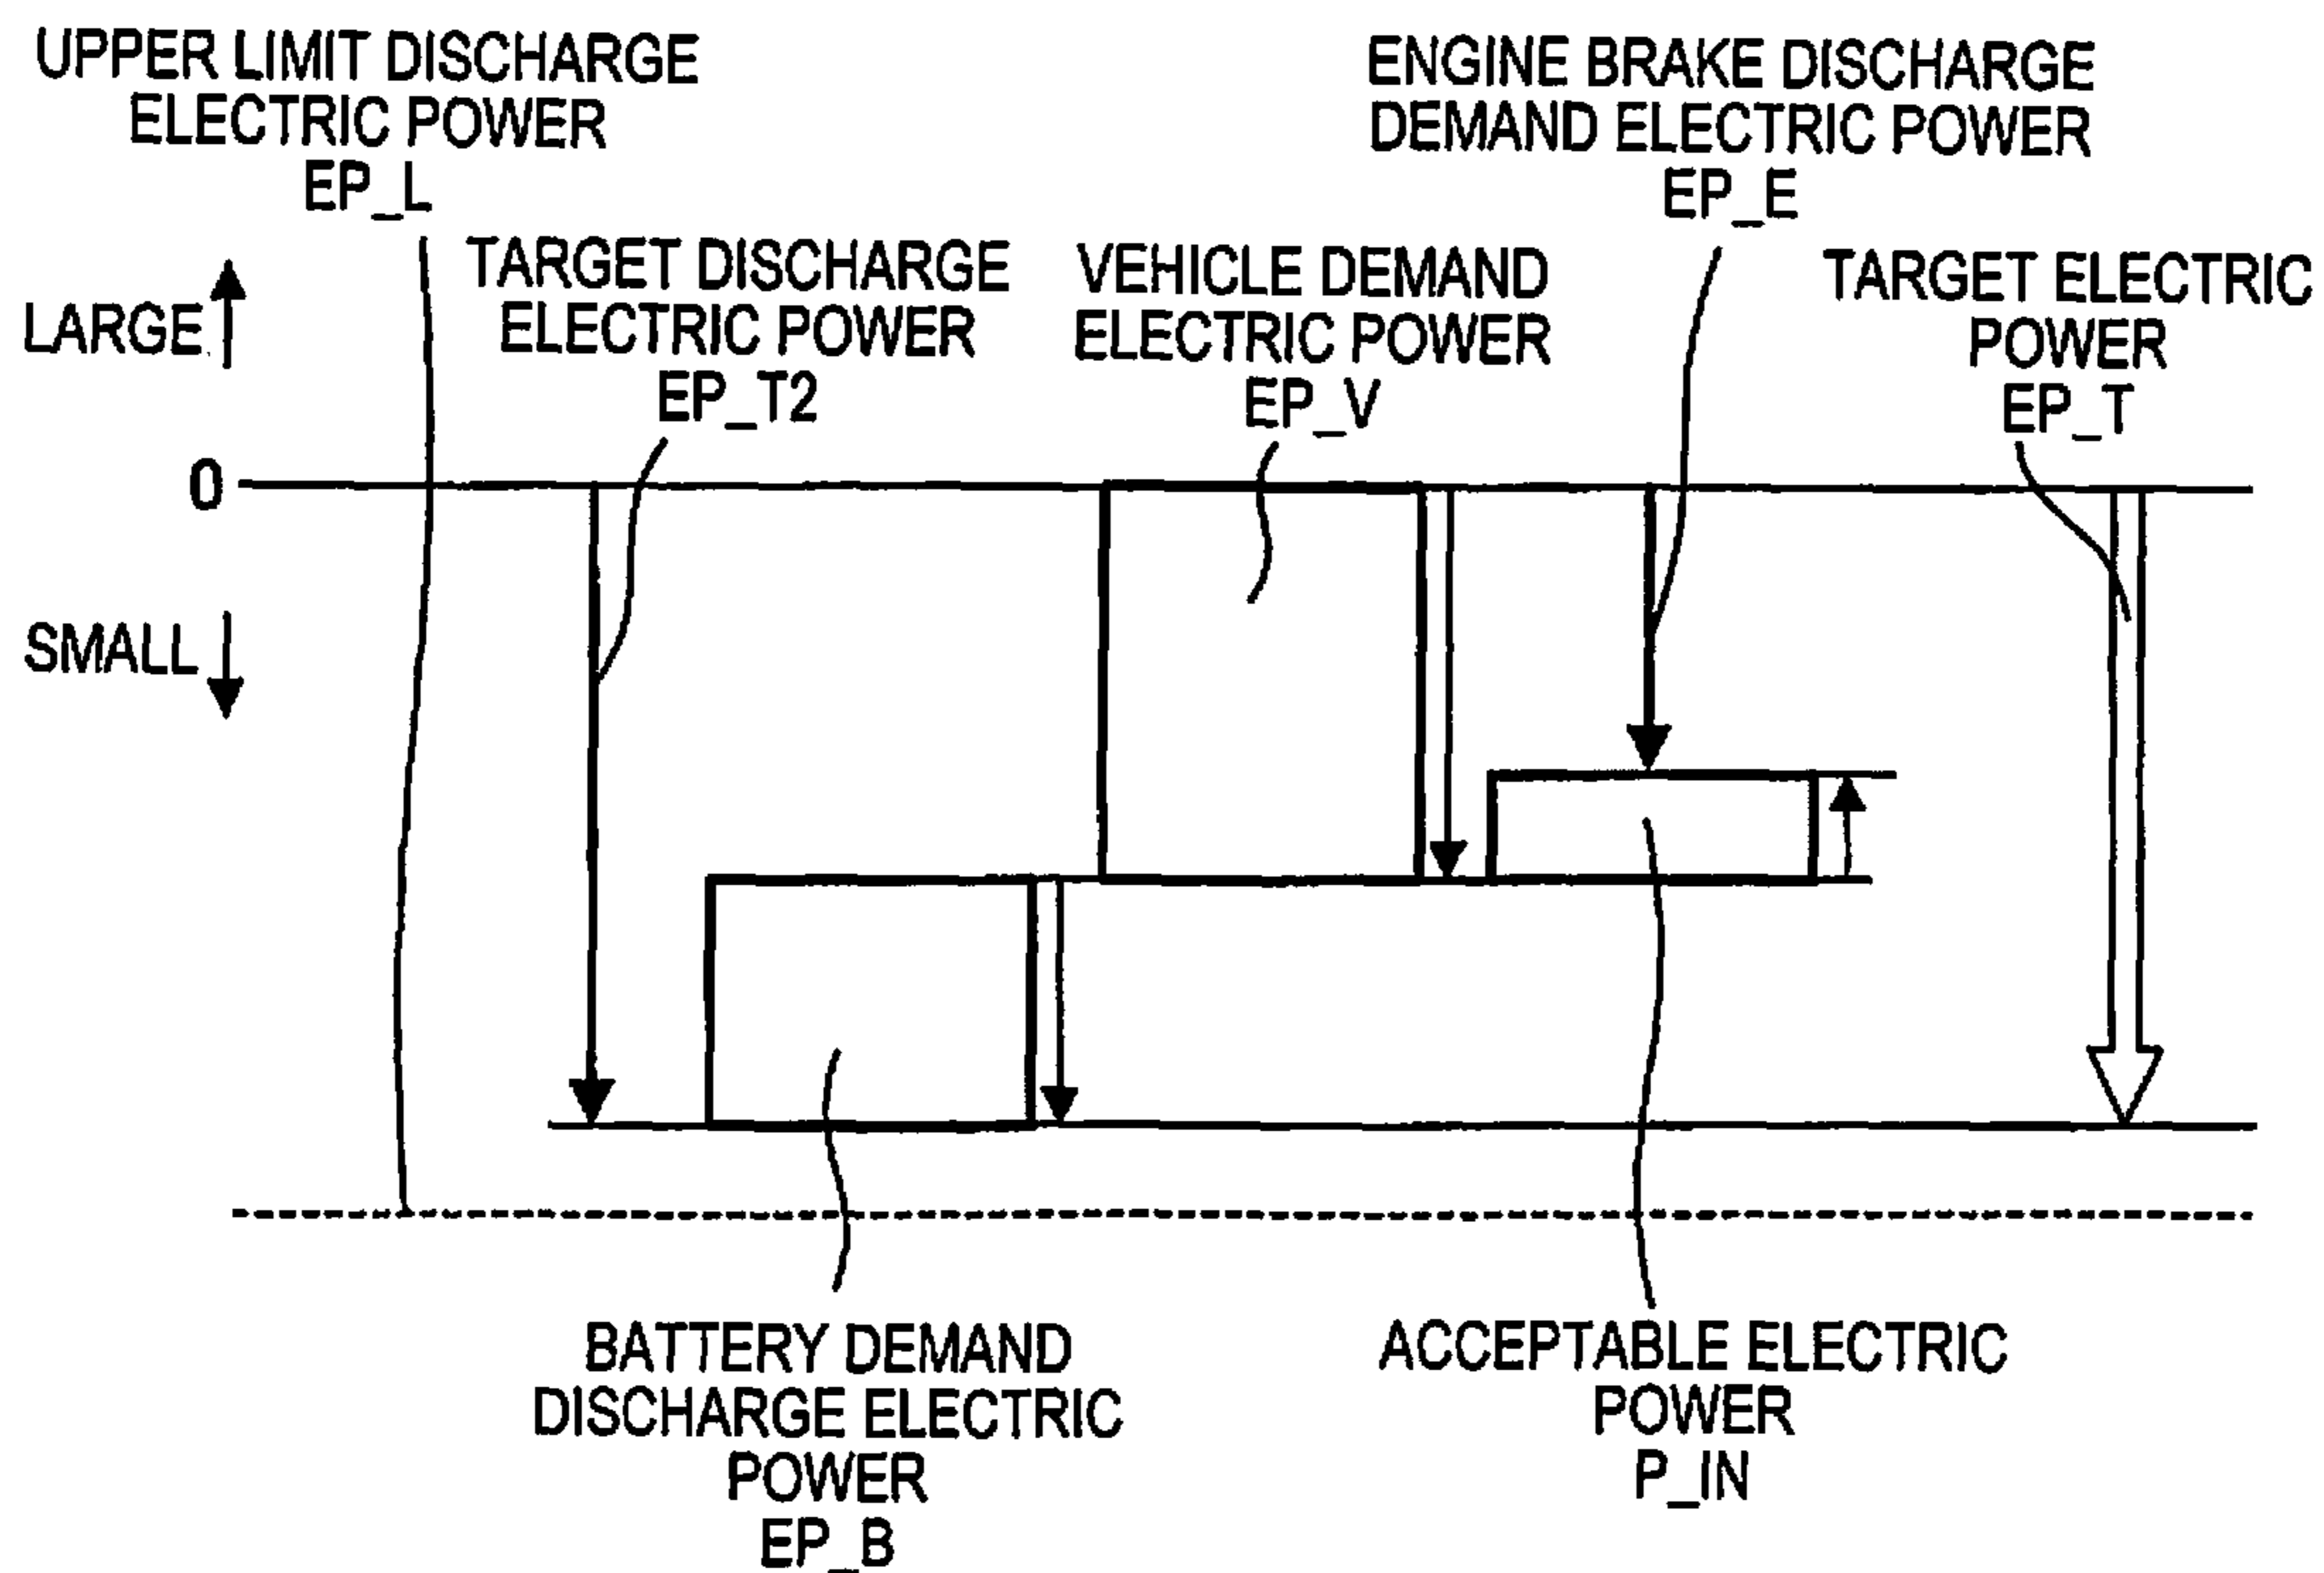 UPPER LIMIT DISCHARGE
ELECTRIC POWER
EP_L
ENGINE BRAKE DISCHARGE
DEMAND ELECTRIC POWER
EP_E
TARGET DISCHARGE
ELECTRIC POWER
EP_T2
VEHICLE DEMAND
ELECTRIC POWER
EP_V
TARGET ELECTRIC
POWER
EP_T
LARGE
0
SMALL
BATTERY DEMAND
DISCHARGE ELECTRIC
POWER
EP_B
ACCEPTABLE ELECTRIC
POWER
P_IN